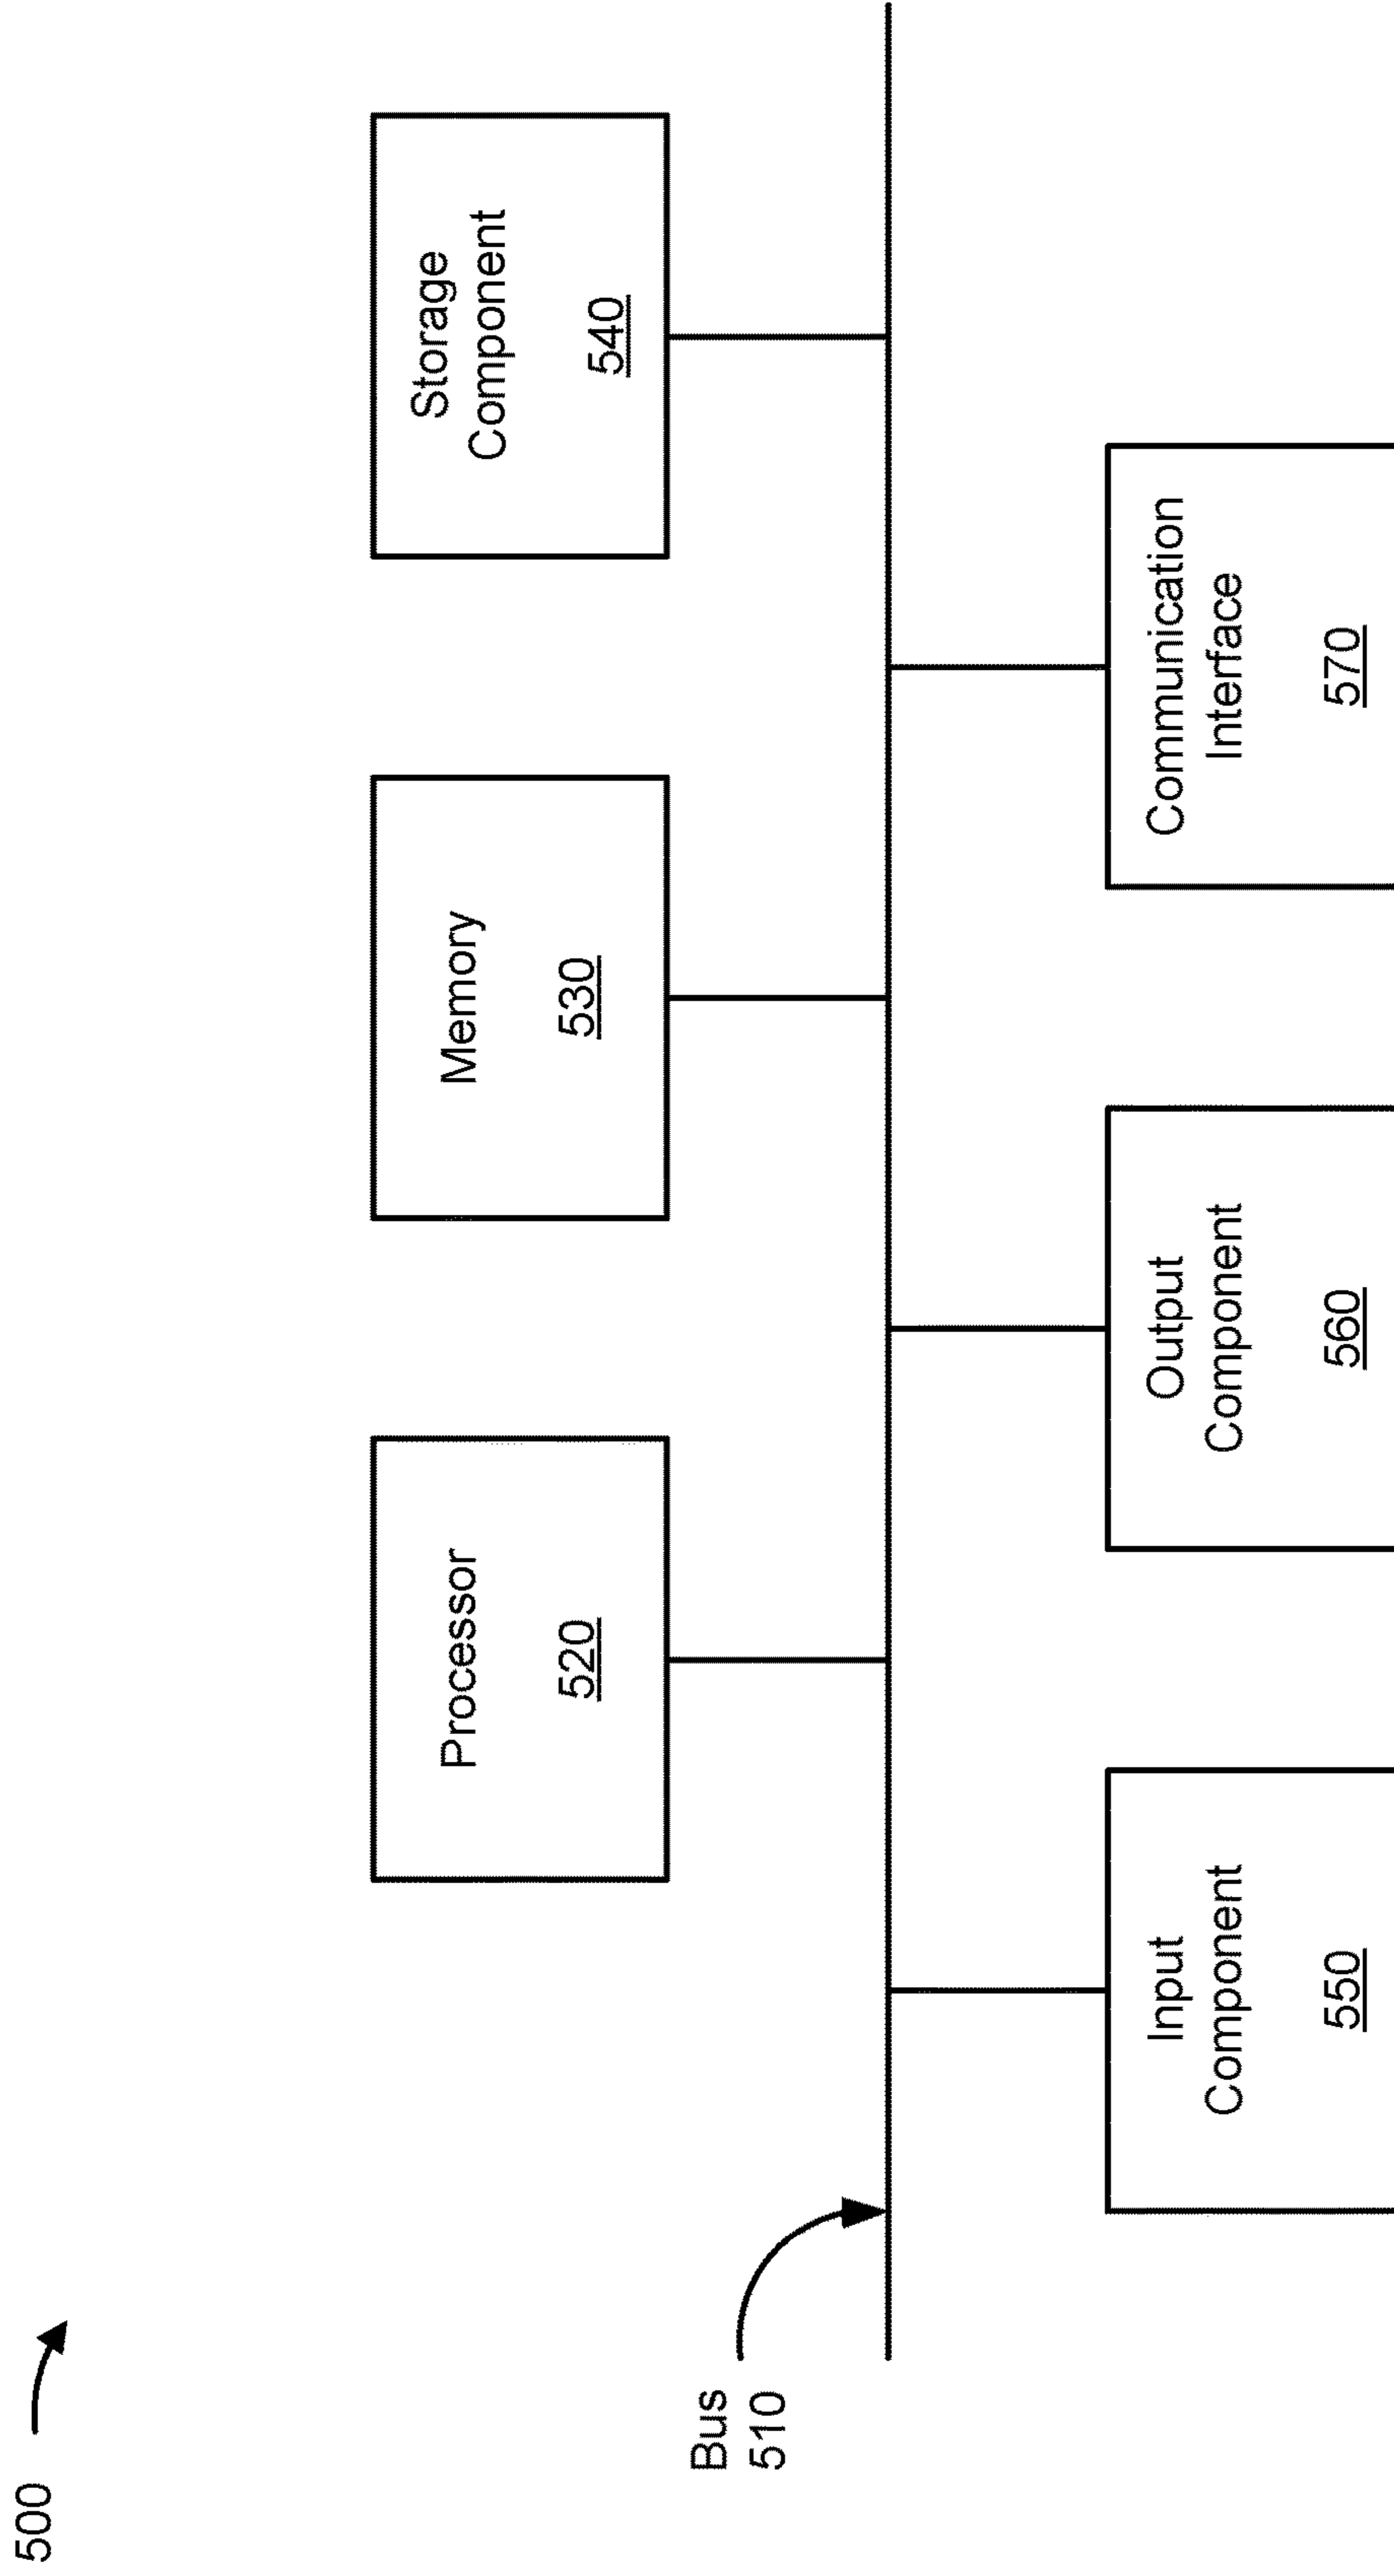 500
Processor
520
Memory
530
Storage
Component
540
Bus
510
Input
Component
550
Output
Component
560
Communication
Interface
570